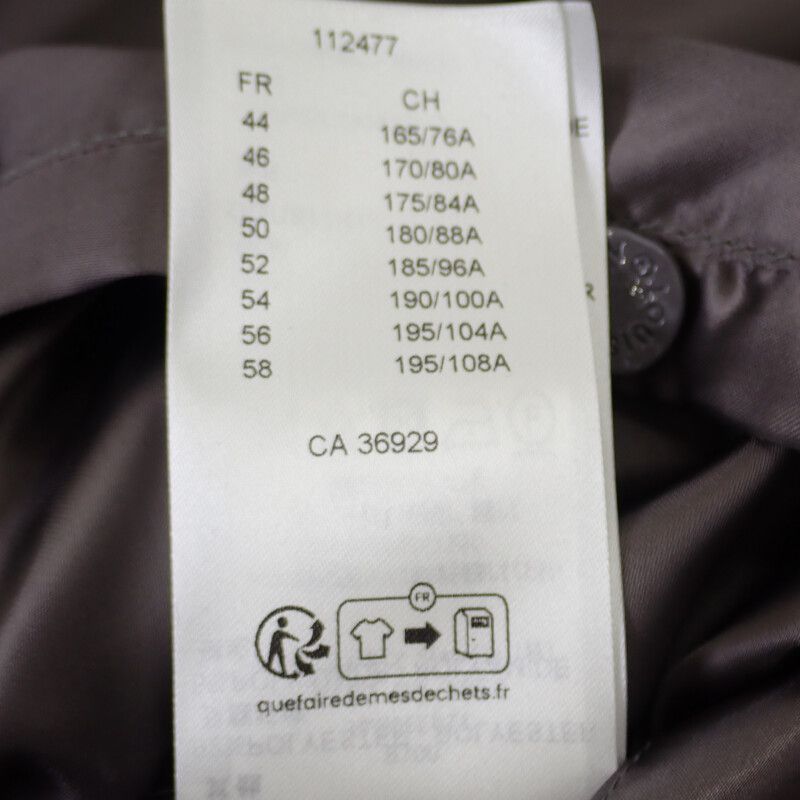 112477
FR CH
44 165/76A
46 170/80A
48 175/84A
50 180/88A
52 185/96A
54 190/100A
56 195/104A
58 195/108A
CA 36929
FR
quefairedemesdechets.fr